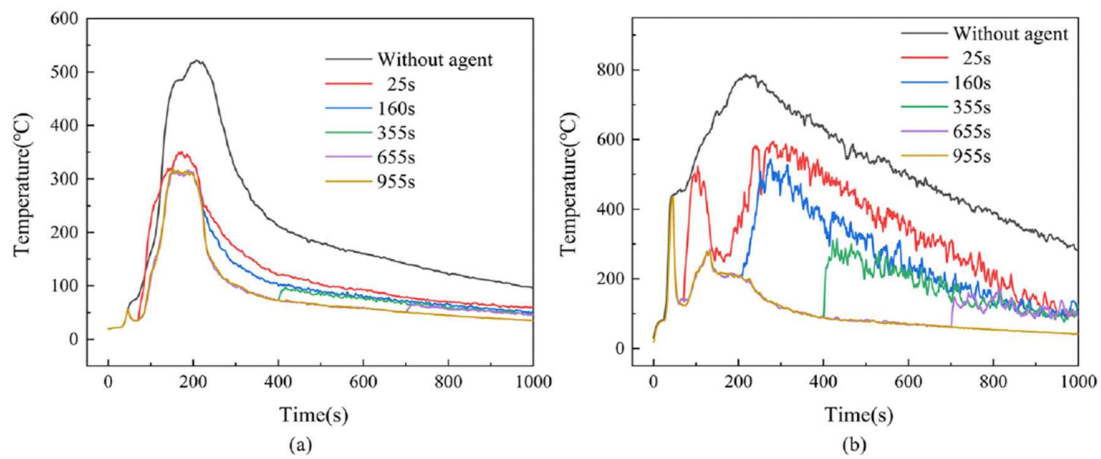 600
500
400
300
200
100
0
Temperature(℃)
Without agent
25s
160s
355s
655s
955s
0 200 400 600 800 1000
Time(s)
(a)
800
600
400
200
0
Temperature(℃)
Without agent
25s
160s
355s
655s
955s
0 200 400 600 800 1000
Time(s)
(b)